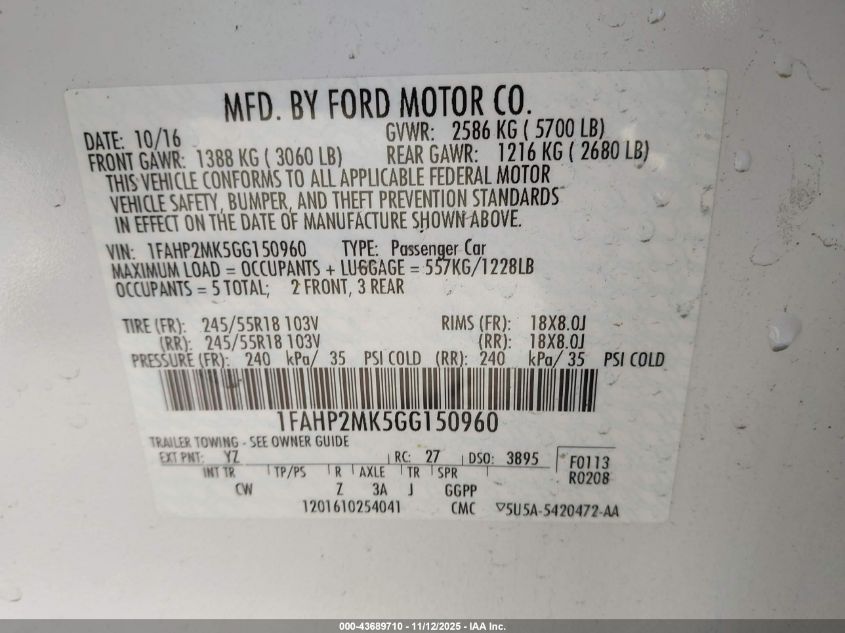 MFD. BY FORD MOTOR CO.
DATE: 10/16 GVWR: 2586 KG ( 5700 LB)
FRONT GAWR: 1388 KG ( 3060 LB) REAR GAWR: 1216 KG ( 2680 LB)
THIS VEHICLE CONFORMS TO ALL APPLICABLE FEDERAL MOTOR
VEHICLE SAFETY, BUMPER, AND THEFT PREVENTION STANDARDS
IN EFFECT ON THE DATE OF MANUFACTURE SHOWN ABOVE.
VIN: 1FAHP2MK5GG150960 TYPE: Passenger Car
MAXIMUM LOAD = OCCUPANTS + LUGGAGE = 557KG/1228LB
OCCUPANTS = 5 TOTAL; 2 FRONT, 3 REAR
TIRE (FR): 245/55R18 103V RIMS (FR): 18X8.0J
(RR): 245/55R18 103V (RR): 18X8.0J
PRESSURE (FR): 240 kPa/ 35 PSI COLD (RR): 240 kPa/ 35 PSI COLD
1FAHP2MK5GG150960
TRAILER TOWING - SEE OWNER GUIDE
EXT PNT: YZ RC: 27 DSO: 3895 F0113
INT TR TP/PS R AXLE TR SPR R0208
CW Z 3A J GGPP
1201610254041 CMC ▽5U5A-5420472-AA
000-43689710 - 11/12/2025 - IAA Inc.